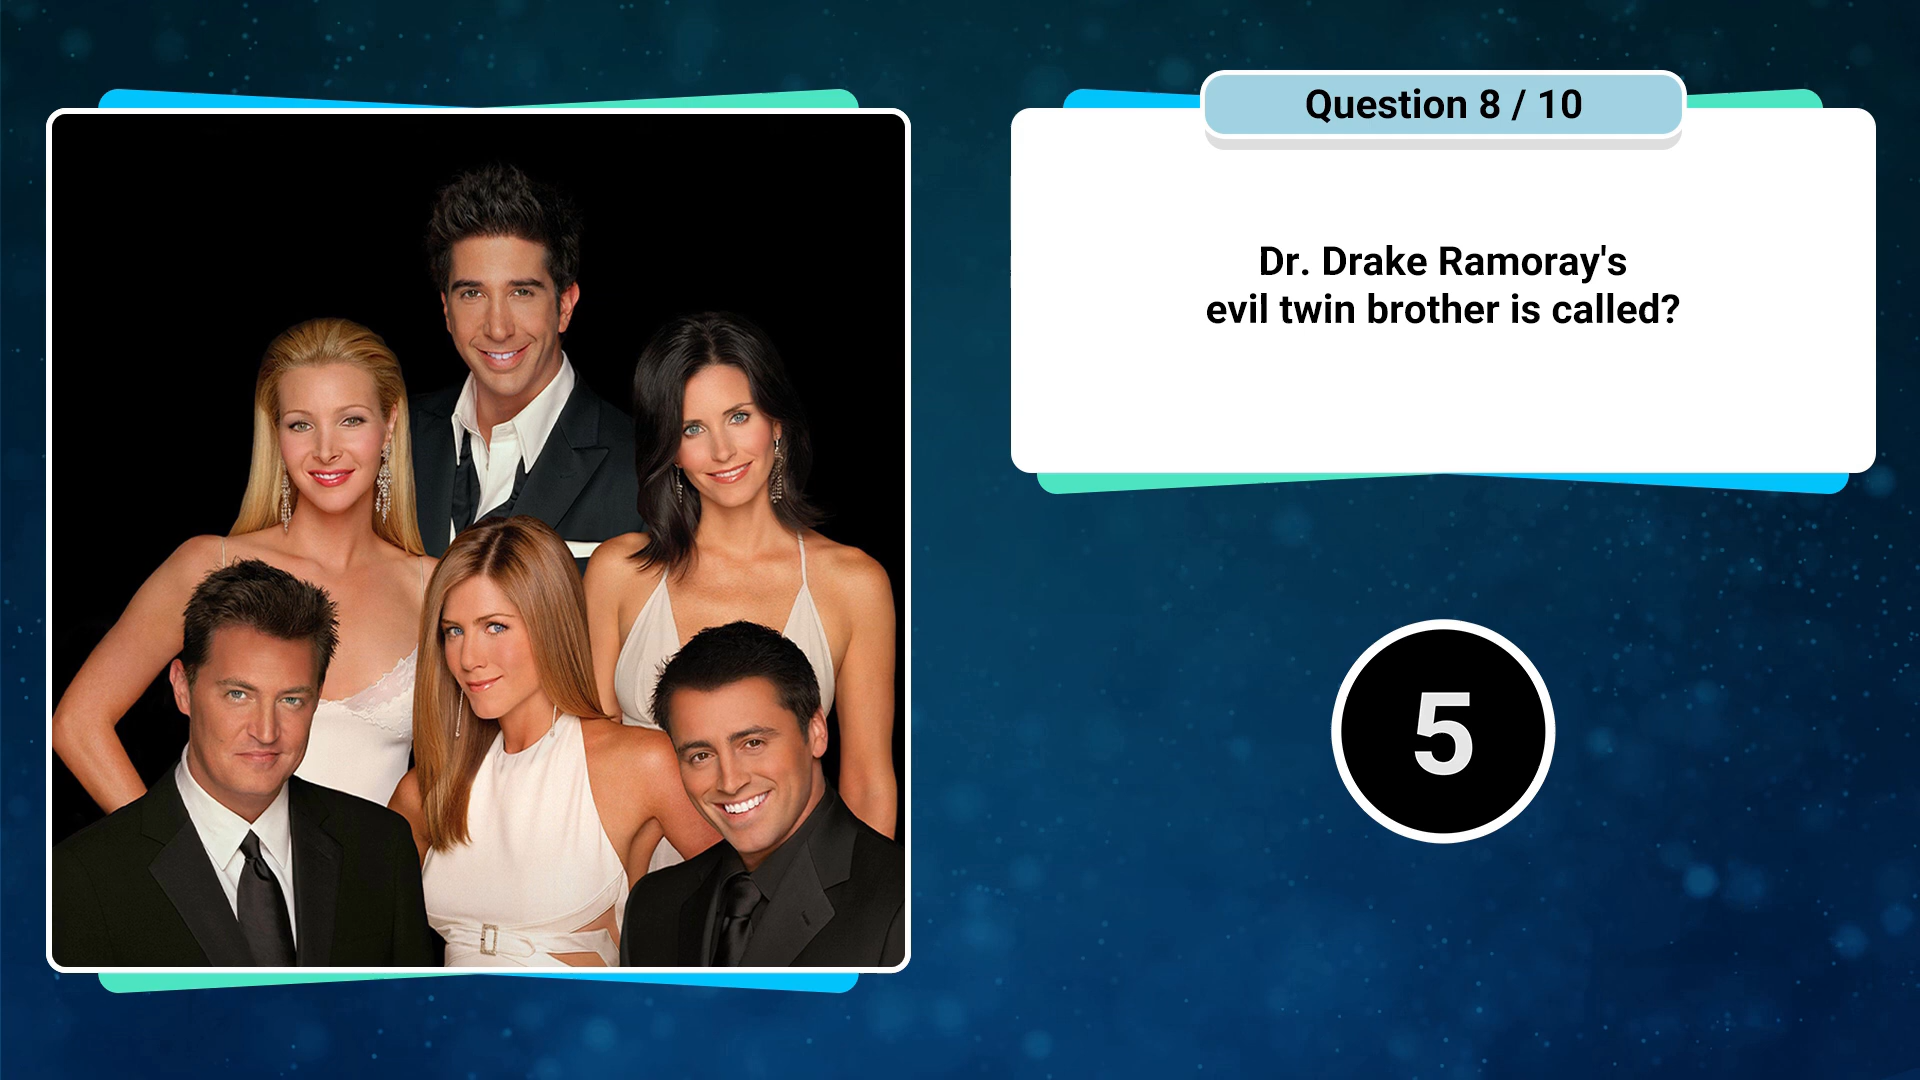 Question 8 / 10
Dr. Drake Ramoray's
evil twin brother is called?
5